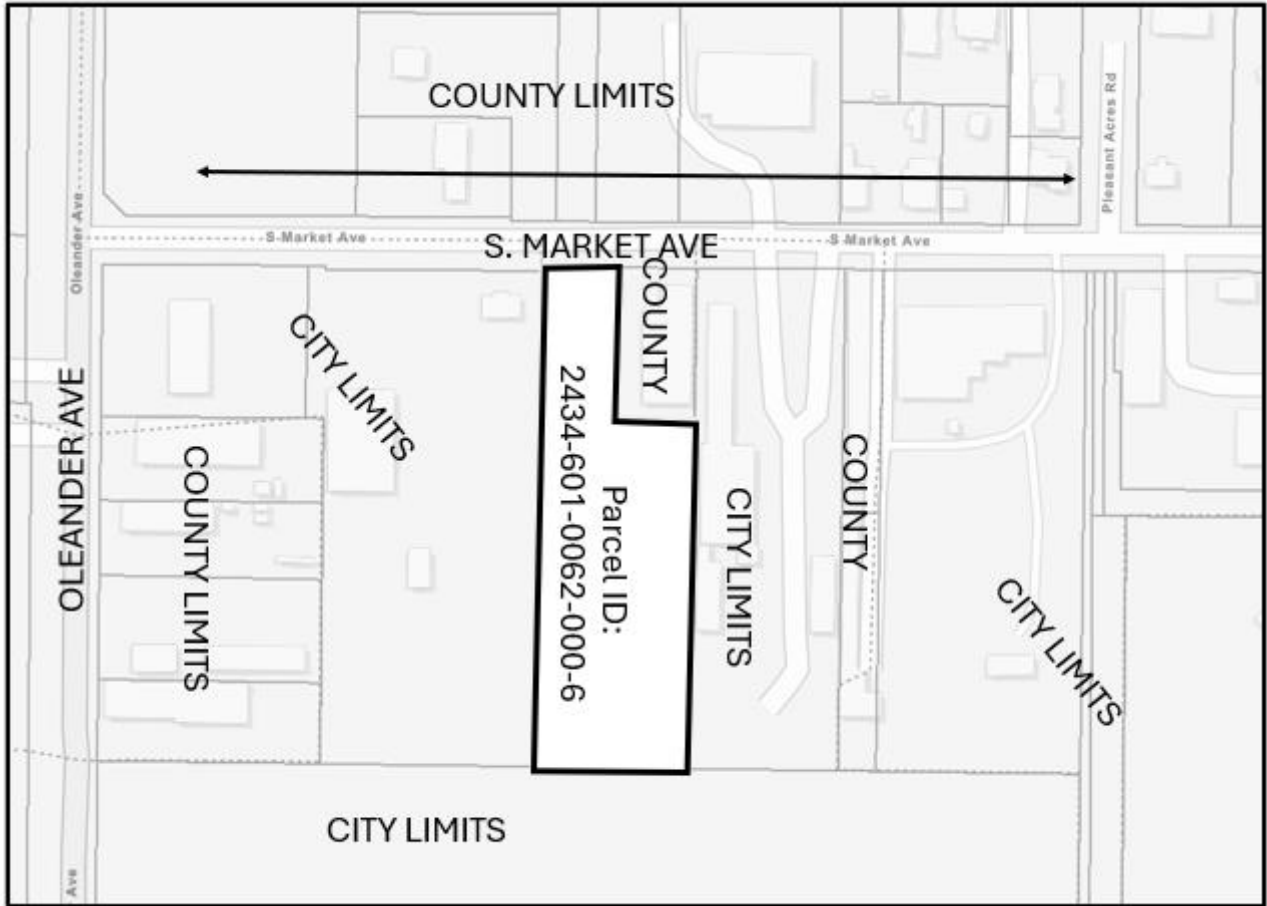 COUNTY LIMITS
Pleasant Acres Rd
Oleander Ave
S Market Ave
S. MARKET AVE
S Market Ave
COUNTY
CITY LIMITS
OLEANDER AVE
COUNTY LIMITS
Parcel ID:
2434-601-0062-000-6
CITY LIMITS
COUNTY
CITY LIMITS
CITY LIMITS
Ave